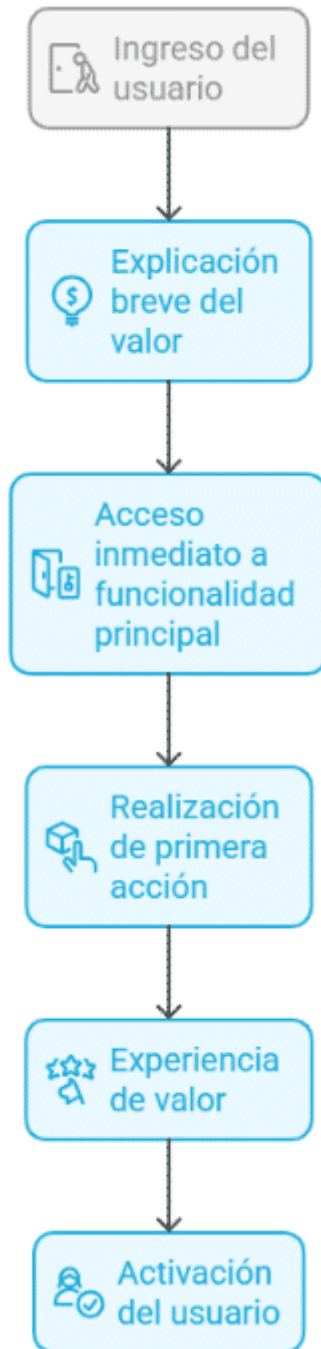 Ingreso del
usuario
Explicación
breve del
valor
Acceso
inmediato a
funcionalidad
principal
Realización
de primera
acción
Experiencia
de valor
Activación
del usuario